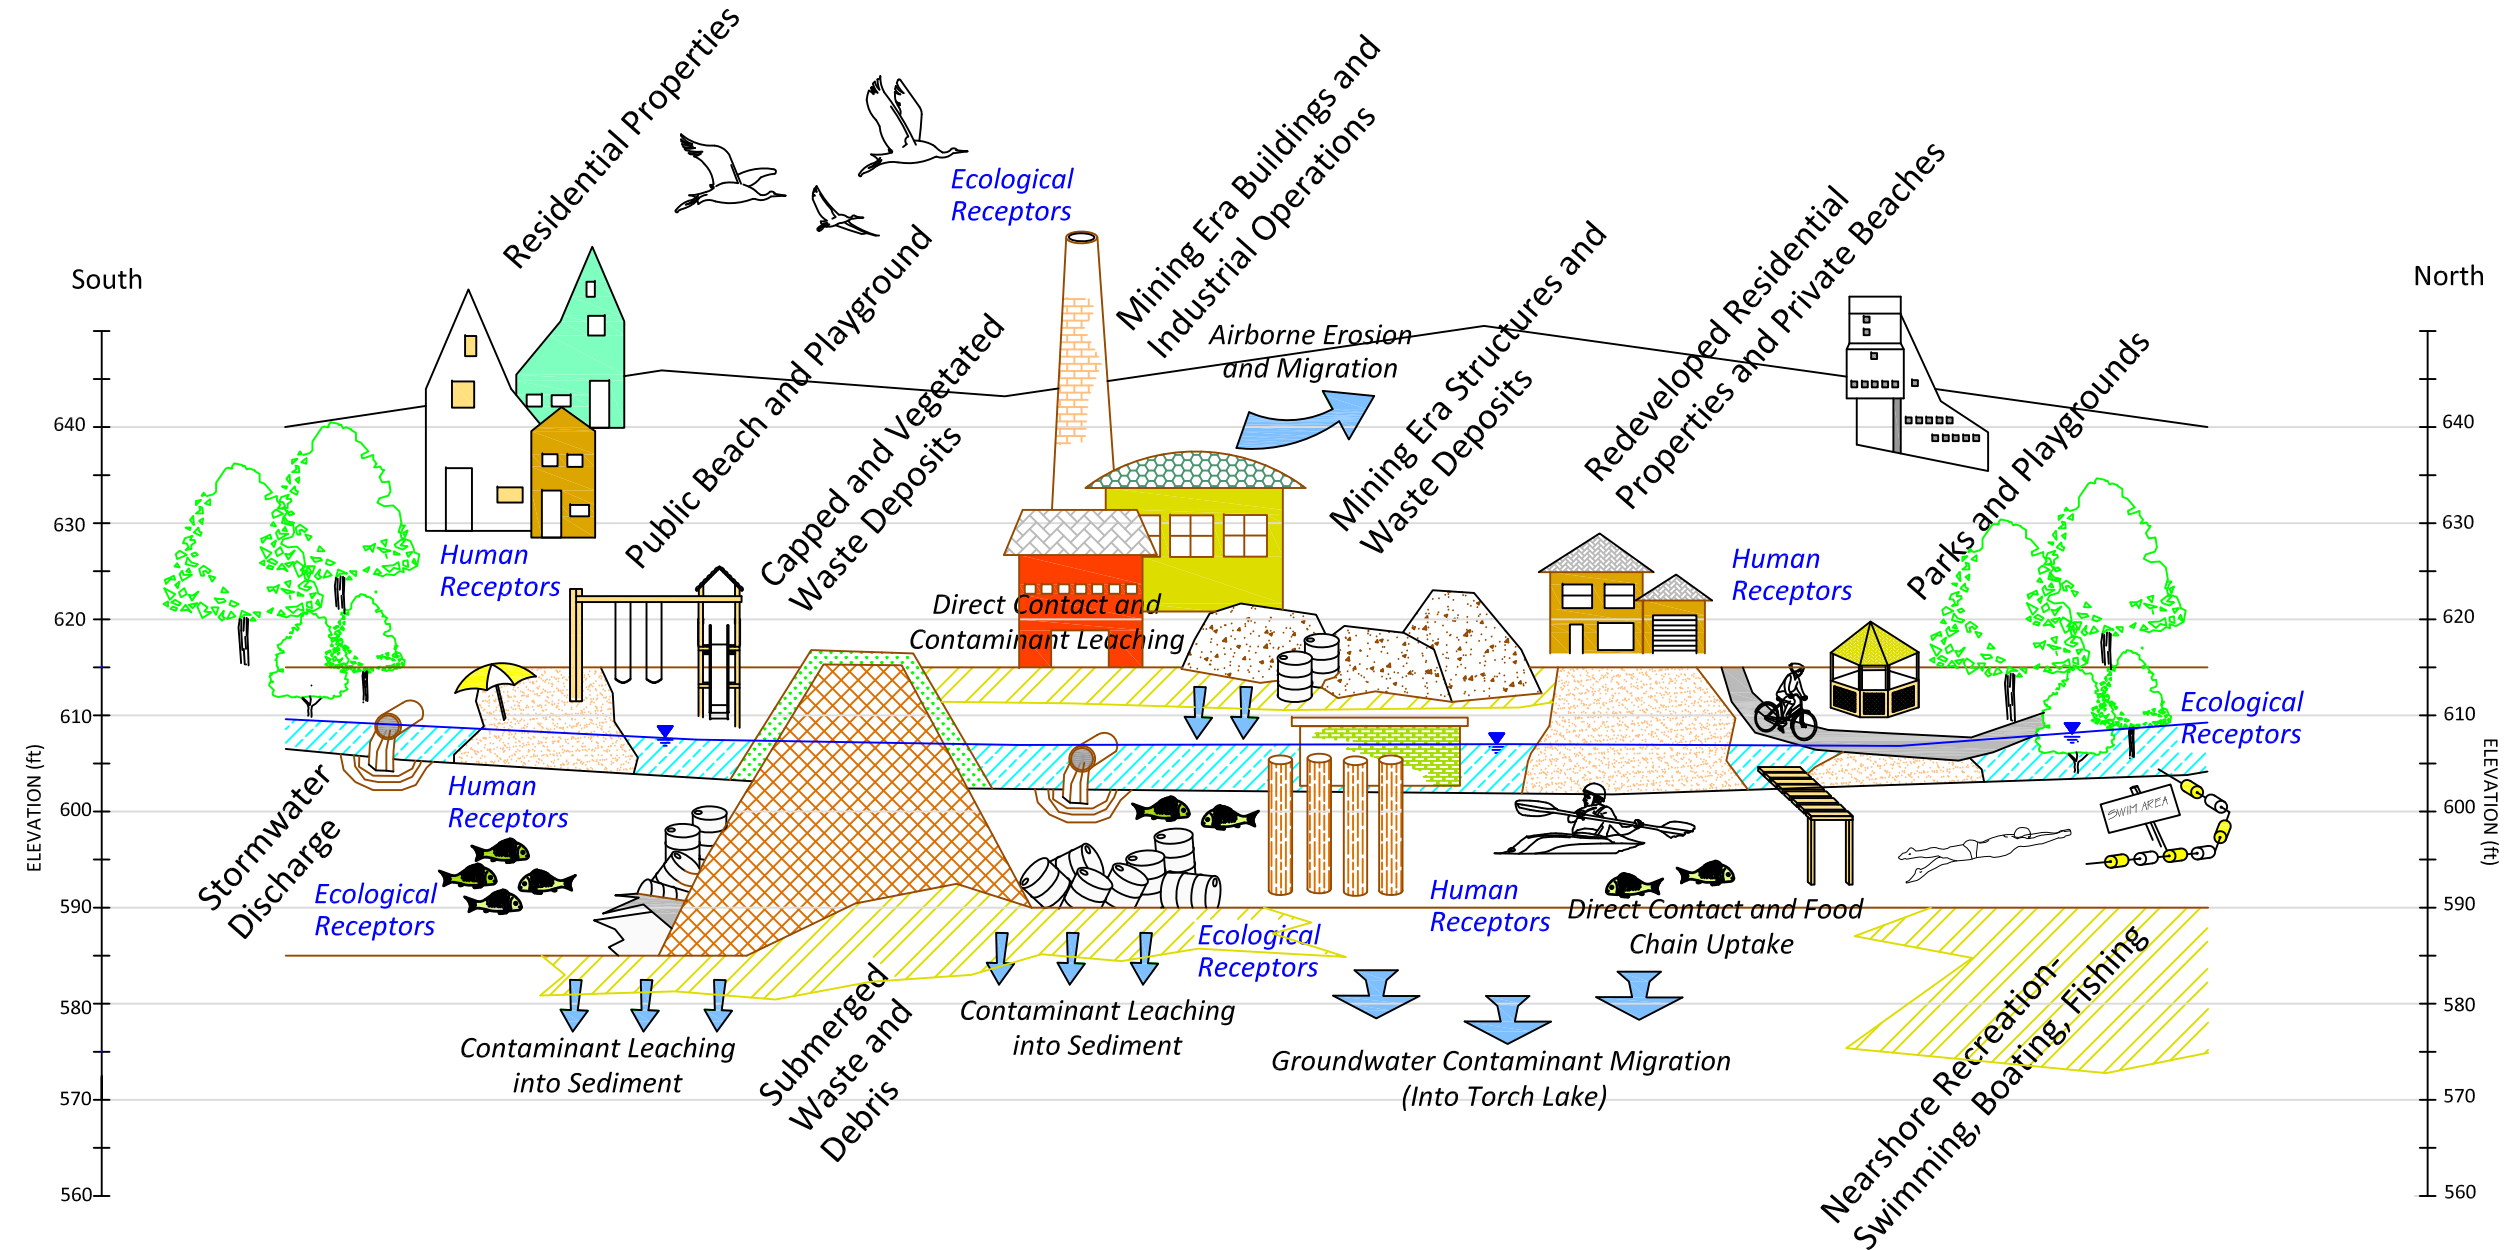 Residential Properties
Ecological
Receptors
Mining Era Buildings and
Industrial Operations
South
North
Public Beach and Playground
Capped and Vegetated
Waste Deposits
Airborne Erosion
and Migration
Mining Era Structures and
Waste Deposits
Redeveloped Residential
Properties and Private Beaches
Parks and Playgrounds
640
640
630
630
Human
Receptors
Human
Receptors
Direct Contact and
Contaminant Leaching
620
620
610
610
Ecological
Receptors
ELEVATION (ft)
ELEVATION (ft)
Stormwater
Discharge
Human
Receptors
600
600
SWIM AREA
Ecological
Receptors
Human
Receptors
Direct Contact and Food
Chain Uptake
590
590
Ecological
Receptors
580
580
Contaminant Leaching
into Sediment
Submerged
Waste and
Debris
Contaminant Leaching
into Sediment
Groundwater Contaminant Migration
(Into Torch Lake)
Nearshore Recreation-
Swimming, Boating, Fishing
570
570
560
560